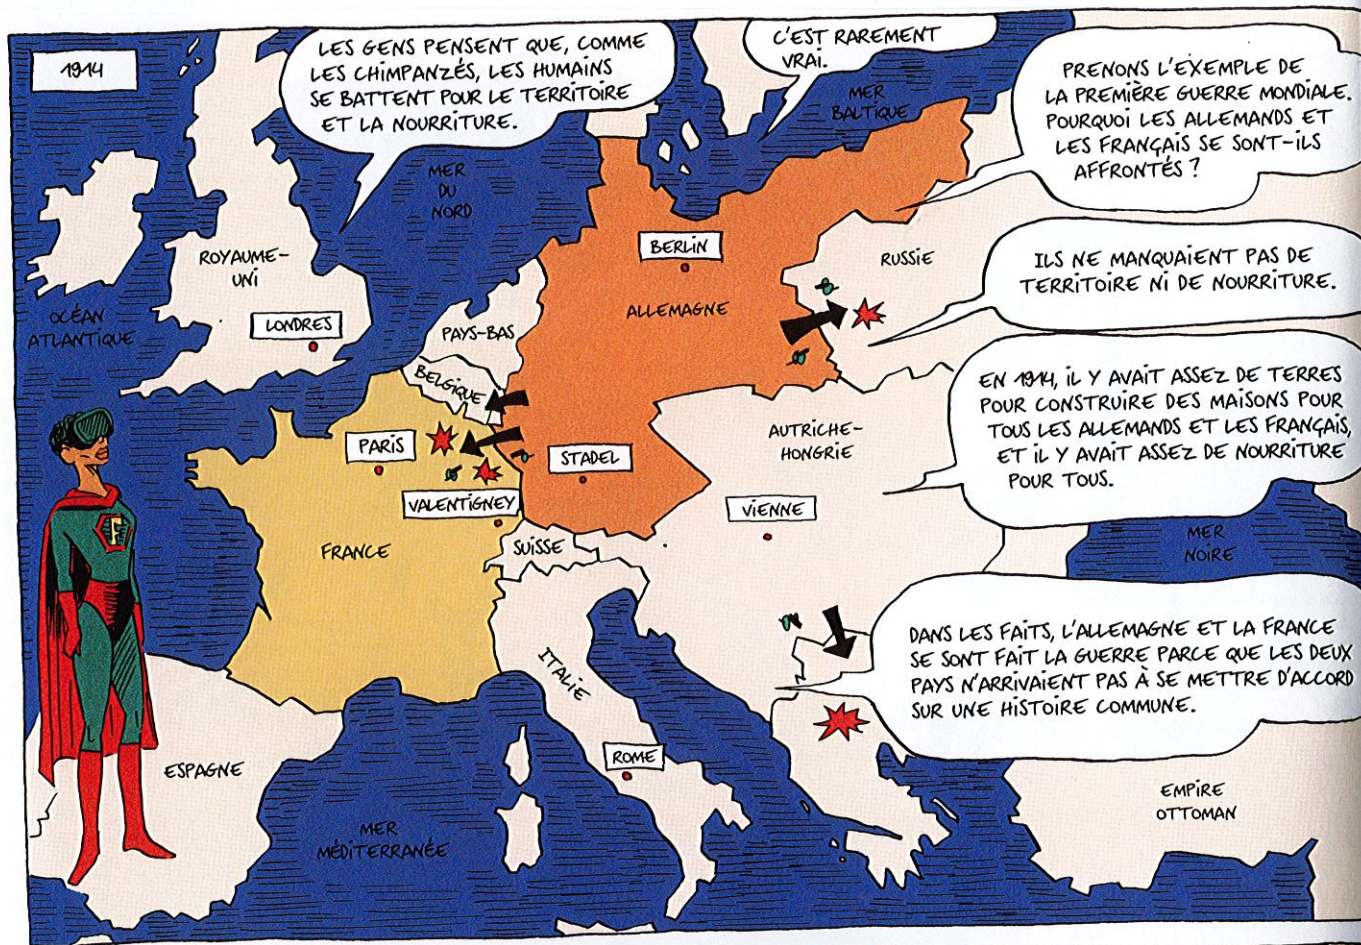 1914
LES GENS PENSENT QUE, COMME
LES CHIMPANZÉS, LES HUMAINS
SE BATTENT POUR LE TERRITOIRE
ET LA NOURRITURE.
C'EST RAREMENT
VRAI.
PRENONS L'EXEMPLE DE
LA PREMIÈRE GUERRE MONDIALE.
POURQUOI LES ALLEMANDS ET
LES FRANÇAIS SE SONT-ILS
AFFRONTÉS ?
ILS NE MANQUAIENT PAS DE
TERRITOIRE NI DE NOURRITURE.
EN 1914, IL Y AVAIT ASSEZ DE TERRES
POUR CONSTRUIRE DES MAISONS POUR
TOUS LES ALLEMANDS ET LES FRANÇAIS,
ET IL Y AVAIT ASSEZ DE NOURRITURE
POUR TOUS.
DANS LES FAITS, L'ALLEMAGNE ET LA FRANCE
SE SONT FAIT LA GUERRE PARCE QUE LES DEUX
PAYS N'ARRIVAIENT PAS À SE METTRE D'ACCORD
SUR UNE HISTOIRE COMMUNE.
MER
BALTIQUE
MER
DU
NORD
ROYAUME-
UNI
LONDRES
OCÉAN
ATLANTIQUE
PAYS-BAS
BELGIQUE
BERLIN
ALLEMAGNE
RUSSIE
PARIS
STADEL
VALENTIGNEY
FRANCE
SUISSE
AUTRICHE-
HONGRIE
VIENNE
MER
NOIRE
ITALIE
ROME
ESPAGNE
MER
MÉDITERRANÉE
EMPIRE
OTTOMAN